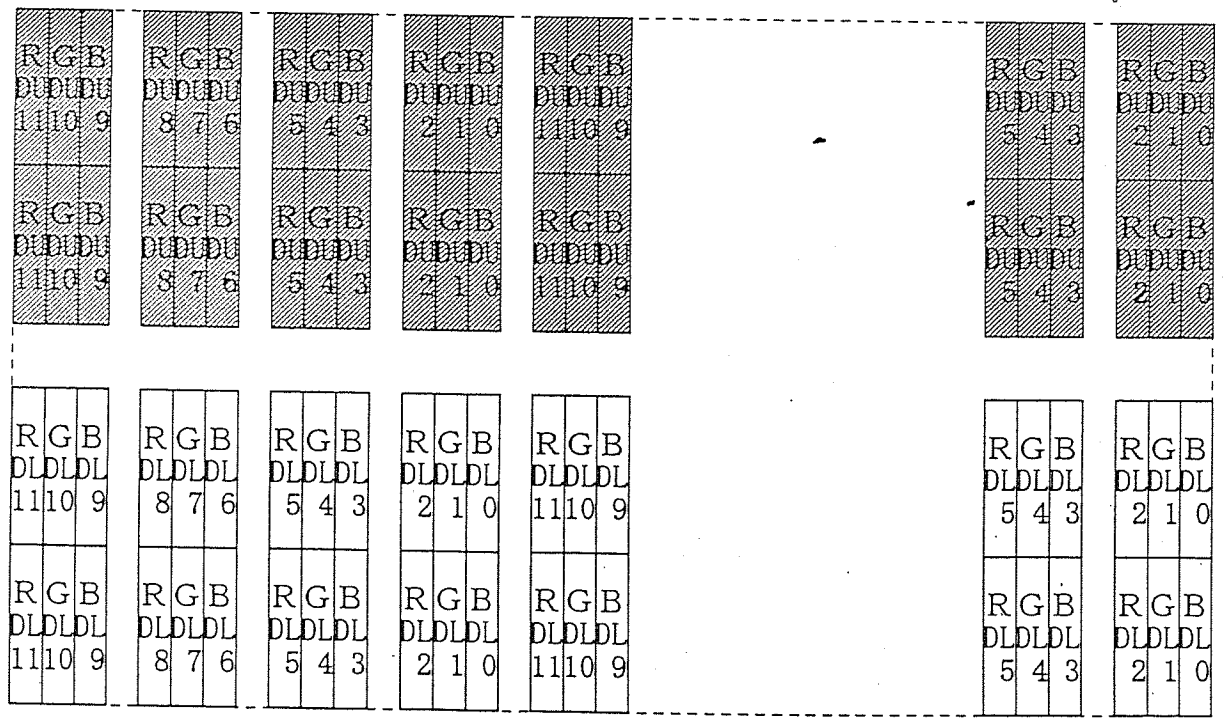 R G B R G B R G B R G B R G B R G B R G B
DU DU DU DU DU DU DU DU DU DU DU DU DU DU DU DU DU DU DU DU DU
11 10 9 8 7 6 5 4 3 2 1 0 11 10 9 5 4 3 2 1 0
R G B R G B R G B R G B R G B R G B R G B
DU DU DU DU DU DU DU DU DU DU DU DU DU DU DU DU DU DU DU DU DU
11 10 9 8 7 6 5 4 3 2 1 0 11 10 9 5 4 3 2 1 0
R G B R G B R G B R G B R G B R G B R G B
DL DL DL DL DL DL DL DL DL DL DL DL DL DL DL DL DL DL DL DL DL
11 10 9 8 7 6 5 4 3 2 1 0 11 10 9 5 4 3 2 1 0
R G B R G B R G B R G B R G B R G B R G B
DL DL DL DL DL DL DL DL DL DL DL DL DL DL DL DL DL DL DL DL DL
11 10 9 8 7 6 5 4 3 2 1 0 11 10 9 5 4 3 2 1 0